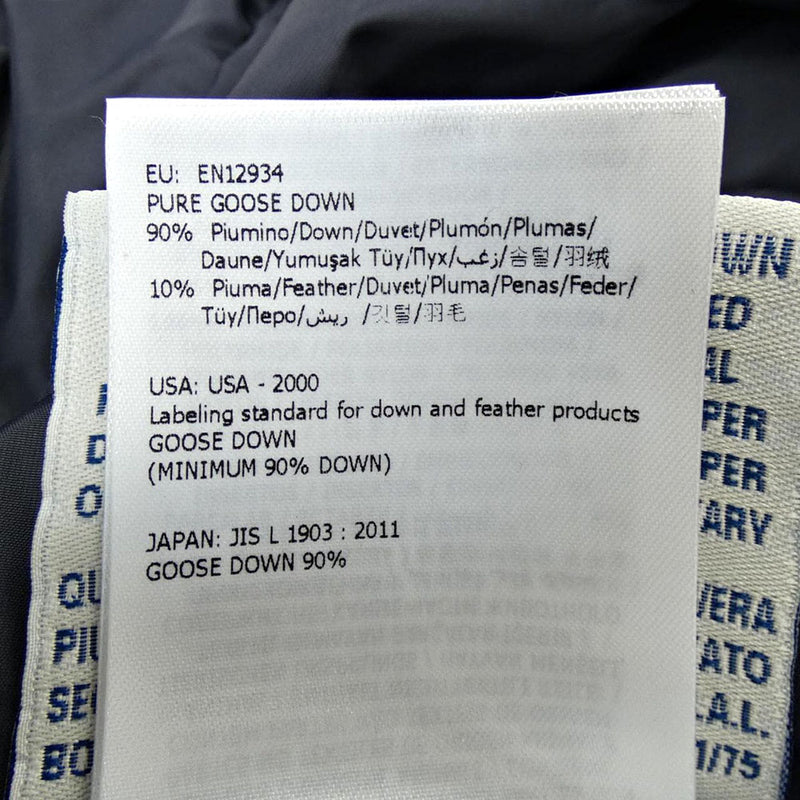 EU: EN12934
PURE GOOSE DOWN
90% Piumino/Down/Duvet/Plumón/Plumas/
Daune/Yumuşak Tüy/Пух/زغب/솜털/羽绒
10% Piuma/Feather/Duvet/Pluma/Penas/Feder/
Tüy/Перо/ريش /깃털/羽毛
USA: USA - 2000
Labeling standard for down and feather products
GOOSE DOWN
(MINIMUM 90% DOWN)
JAPAN: JIS L 1903 : 2011
GOOSE DOWN 90%
WN
ED
AL
PER
PER
ARY
VERA
ATO
.A.L.
1/75
D
O
QU
PIU
SE
BO